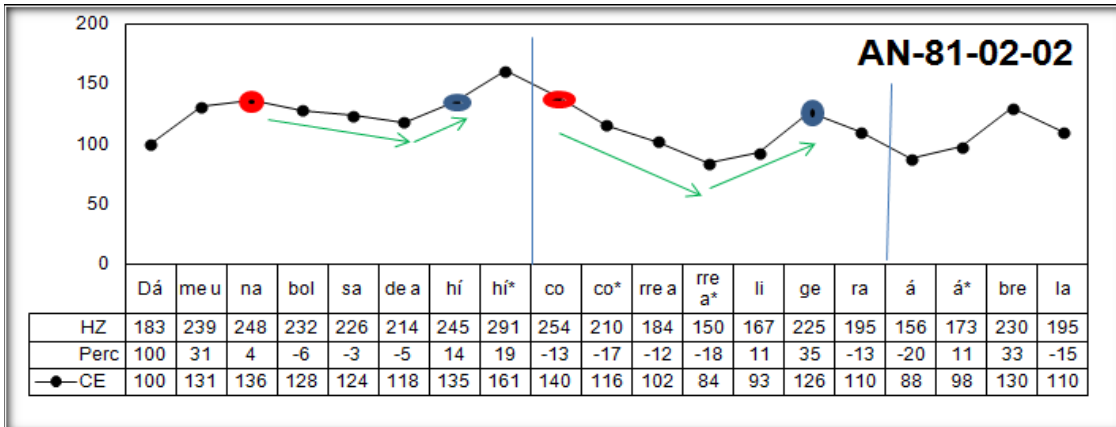 200
AN-81-02-02
150
100
50
0
Dá me u na bol sa de a hí hí* co co* rre a rre a* li ge ra á á* bre la
HZ 183 239 248 232 226 214 245 291 254 210 184 150 167 225 195 156 173 230 195
Perc 100 31 4 -6 -3 -5 14 19 -13 -17 -12 -18 11 35 -13 -20 11 33 -15
CE 100 131 136 128 124 118 135 161 140 116 102 84 93 126 110 88 98 130 110